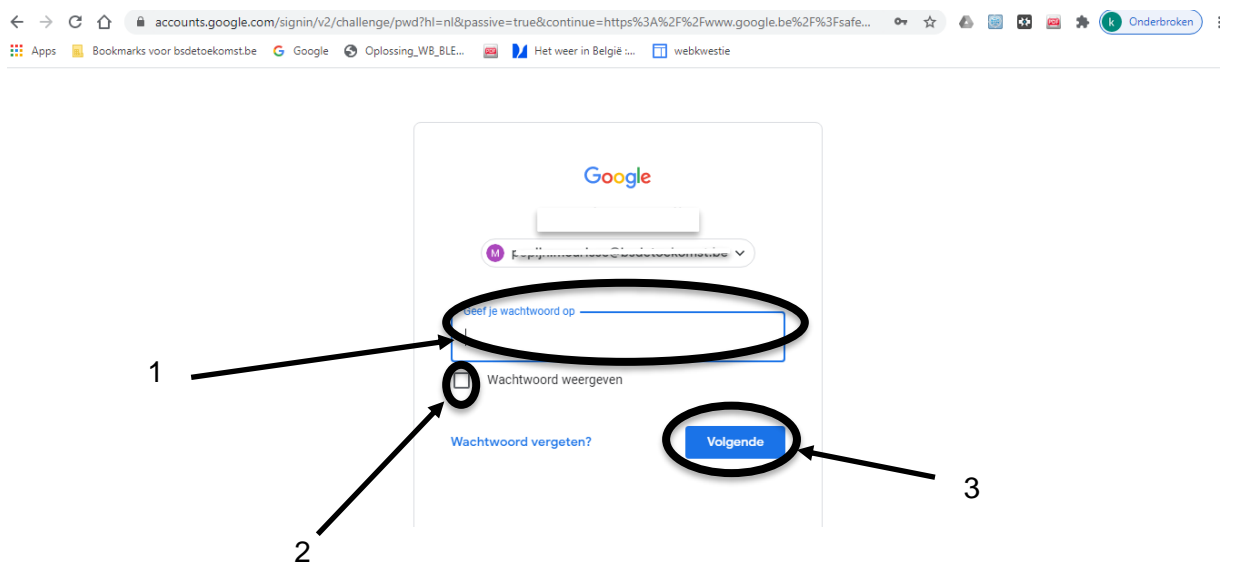 accounts.google.com/signin/v2/challenge/pwd?hl=nl&passive=true&continue=https%3A%2F%2Fwww.google.be%2F%3Fsafe...
k Onderbroken
Apps Bookmarks voor bsdetoekomst.be G Google Oplossing_WB_BLE... Het weer in België :... webkwestie
Google
M
Geef je wachtwoord op
1
Wachtwoord weergeven
Wachtwoord vergeten? Volgende
3
2